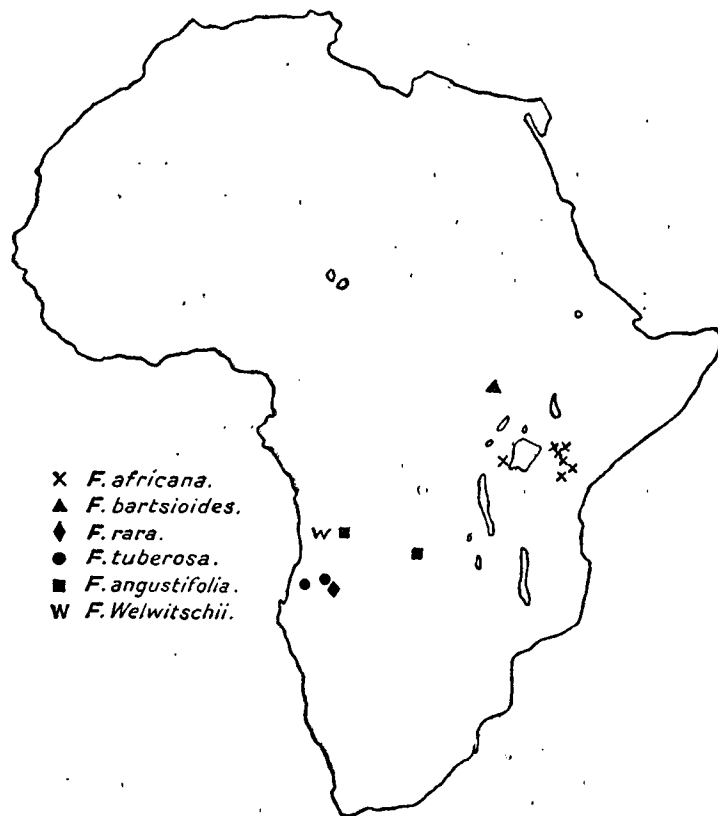 × F. africana.
▲ F. bartsioides.
♦ F. rara.
● F. tuberosa.
■ F. angustifolia.
W F. Welwitschii.
W